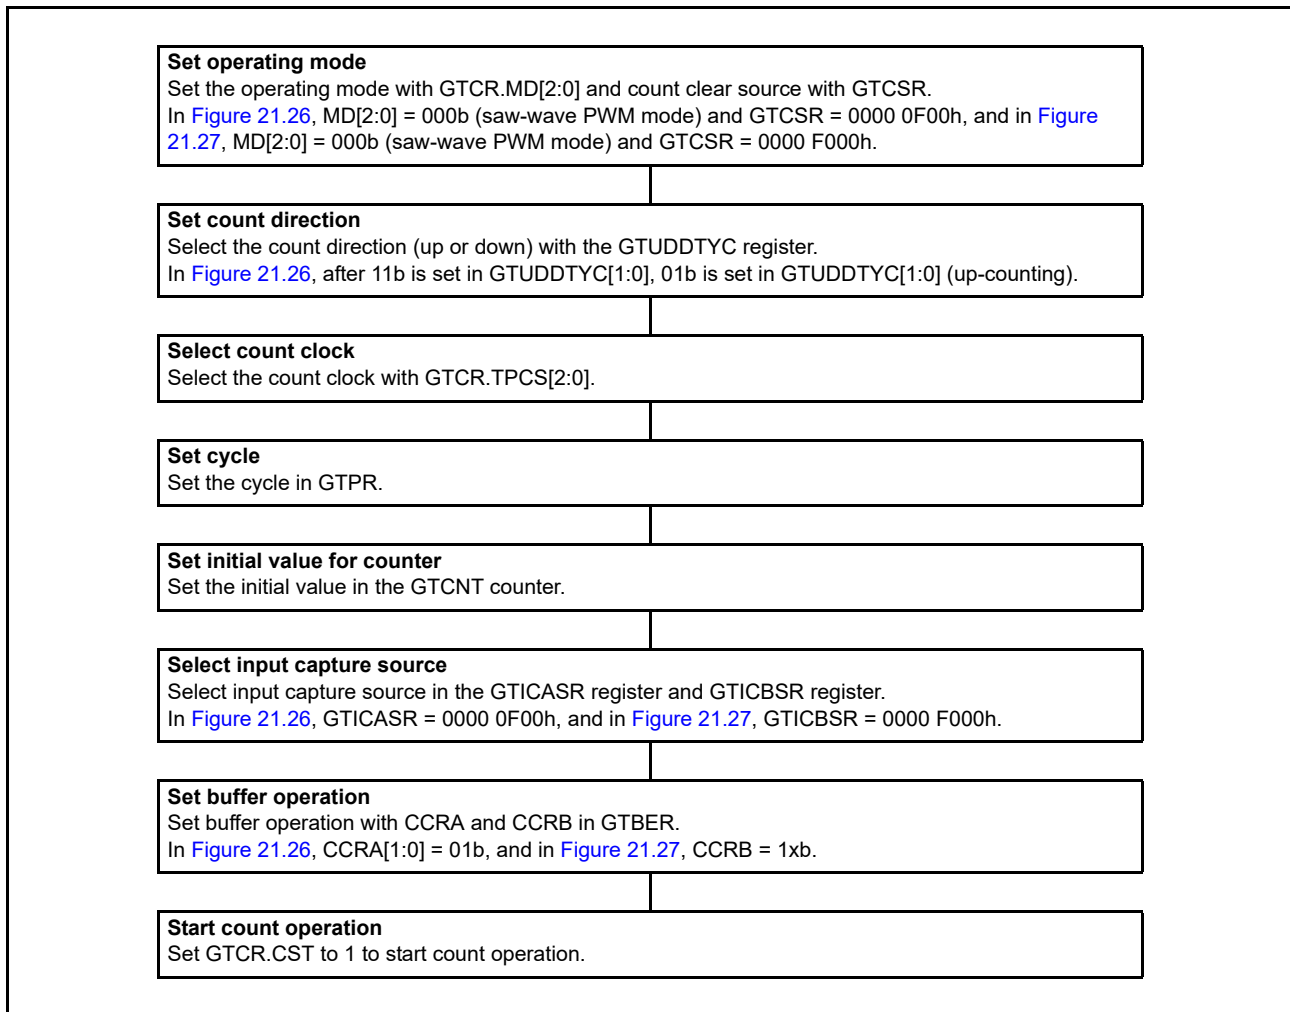 Set operating mode
Set the operating mode with GTCR.MD[2:0] and count clear source with GTCSR.
In Figure 21.26, MD[2:0] = 000b (saw-wave PWM mode) and GTCSR = 0000 0F00h, and in Figure
21.27, MD[2:0] = 000b (saw-wave PWM mode) and GTCSR = 0000 F000h.
Set count direction
Select the count direction (up or down) with the GTUDDTYC register.
In Figure 21.26, after 11b is set in GTUDDTYC[1:0], 01b is set in GTUDDTYC[1:0] (up-counting).
Select count clock
Select the count clock with GTCR.TPCS[2:0].
Set cycle
Set the cycle in GTPR.
Set initial value for counter
Set the initial value in the GTCNT counter.
Select input capture source
Select input capture source in the GTICASR register and GTICBSR register.
In Figure 21.26, GTICASR = 0000 0F00h, and in Figure 21.27, GTICBSR = 0000 F000h.
Set buffer operation
Set buffer operation with CCRA and CCRB in GTBER.
In Figure 21.26, CCRA[1:0] = 01b, and in Figure 21.27, CCRB = 1xb.
Start count operation
Set GTCR.CST to 1 to start count operation.